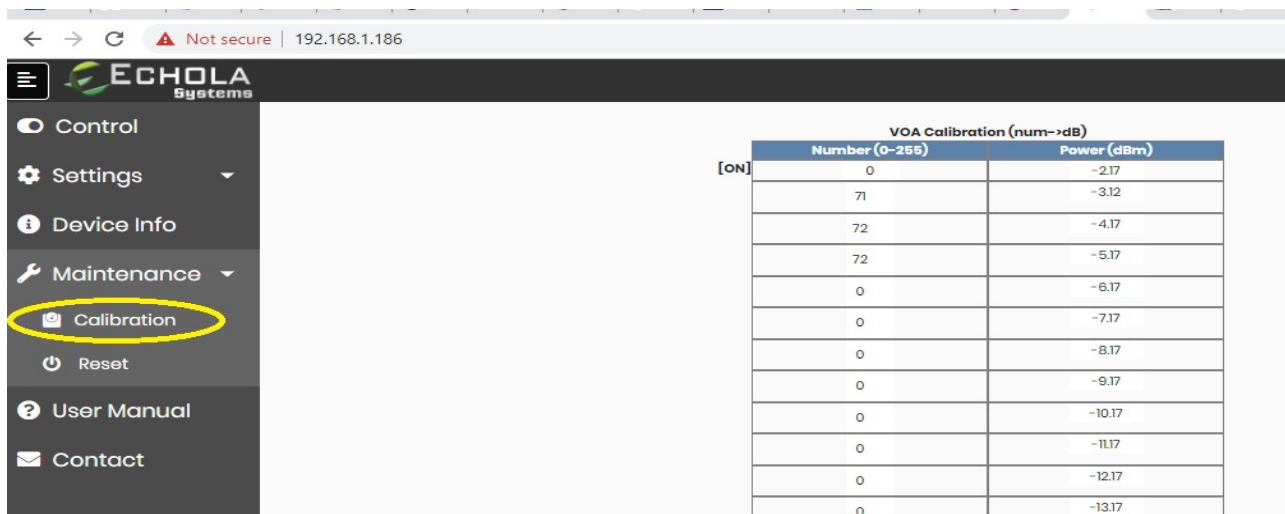 Not secure | 192.168.1.186
ECHOLA
Systems
Control
Settings
Device Info
Maintenance
Calibration
Reset
User Manual
Contact
VOA Calibration (num->dB)
Number (0-255) Power (dBm)
[ON] 0 -2.17
71 -3.12
72 -4.17
72 -5.17
0 -6.17
0 -7.17
0 -8.17
0 -9.17
0 -10.17
0 -11.17
0 -12.17
0 -13.17